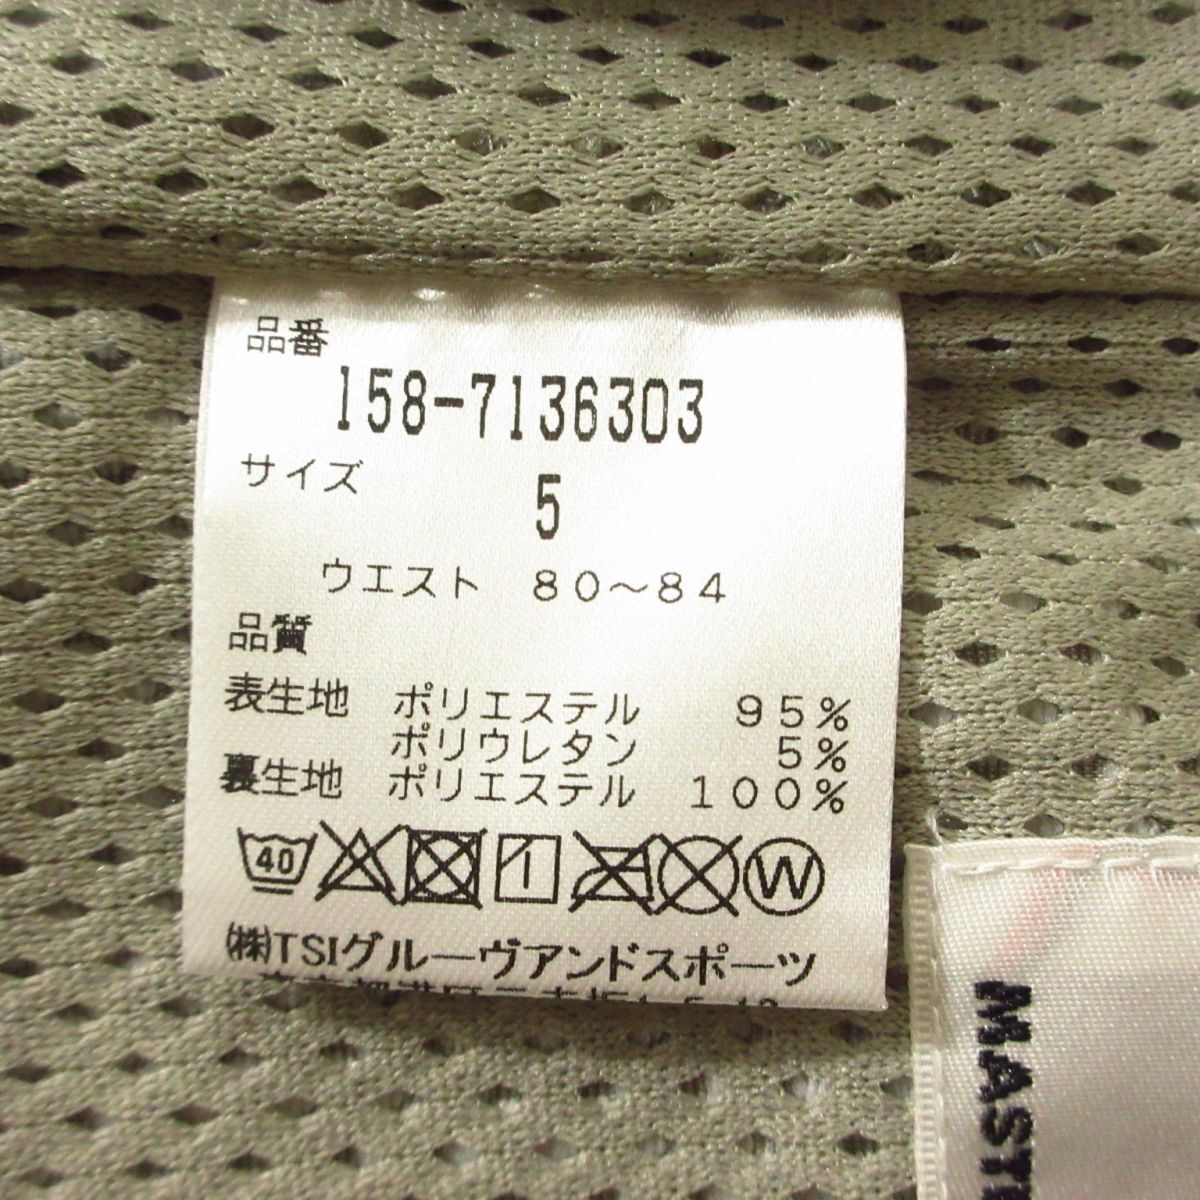 品番
158-7136303
サイズ
5
ウエスト 80〜84
品質
表生地 ポリエステル 95%
ポリウレタン 5%
裏生地 ポリエステル 100%
40 W
㈱TSIグルーヴアンドスポーツ
MAST